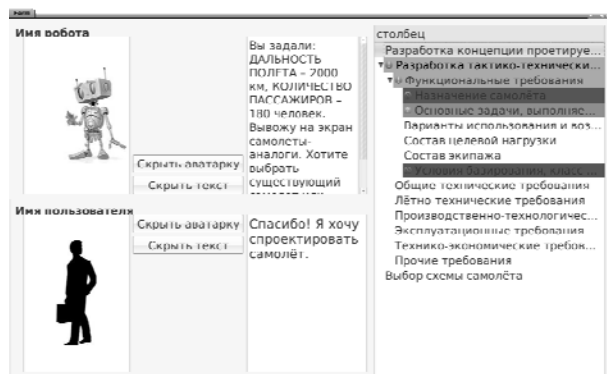 Имя робота
Скрыть аватарку
Скрыть текст
Вы задали:
ДАЛЬНОСТЬ
ПОЛЕТА – 2000
км, КОЛИЧЕСТВО
ПАССАЖИРОВ –
180 человек.
Вывожу на экран
самолеты-
аналоги. Хотите
выбрать
существующий
Имя пользователя
Скрыть аватарку
Скрыть текст
Спасибо! Я хочу
спроектировать
самолёт.
столбец
Разработка концепции проетируе...
Разработка тактико-технически...
Функциональные требования
Назначение самолёта
Основные задачи, выполняе...
Варианты использования и воз...
Состав целевой нагрузки
Состав экипажа
Условия базирования, класс ...
Общие технические требования
Лётно технические требования
Производственно-технологичес...
Эксплуатационные требования
Технико-экономические требов...
Прочие требования
Выбор схемы самолёта